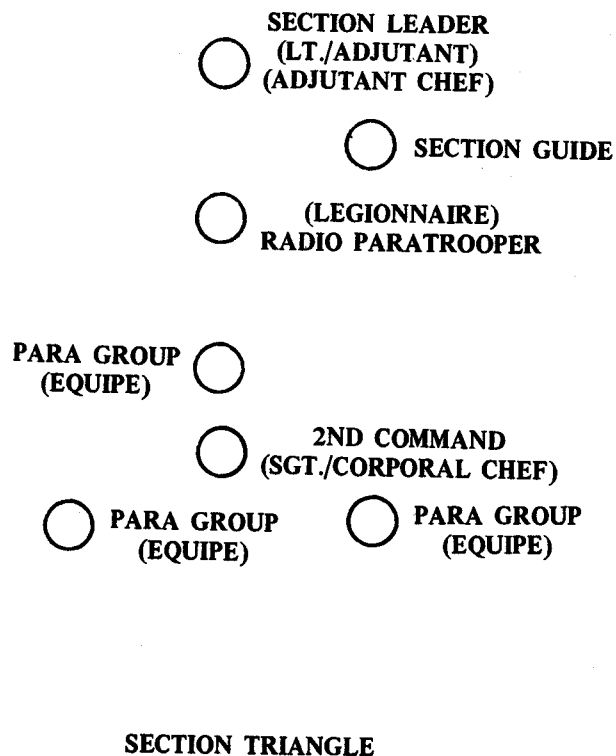 SECTION LEADER
(LT./ADJUTANT)
(ADJUTANT CHEF)
SECTION GUIDE
(LEGIONNAIRE)
RADIO PARATROOPER
PARA GROUP
(EQUIPE)
2ND COMMAND
(SGT./CORPORAL CHEF)
PARA GROUP
(EQUIPE)
PARA GROUP
(EQUIPE)
SECTION TRIANGLE